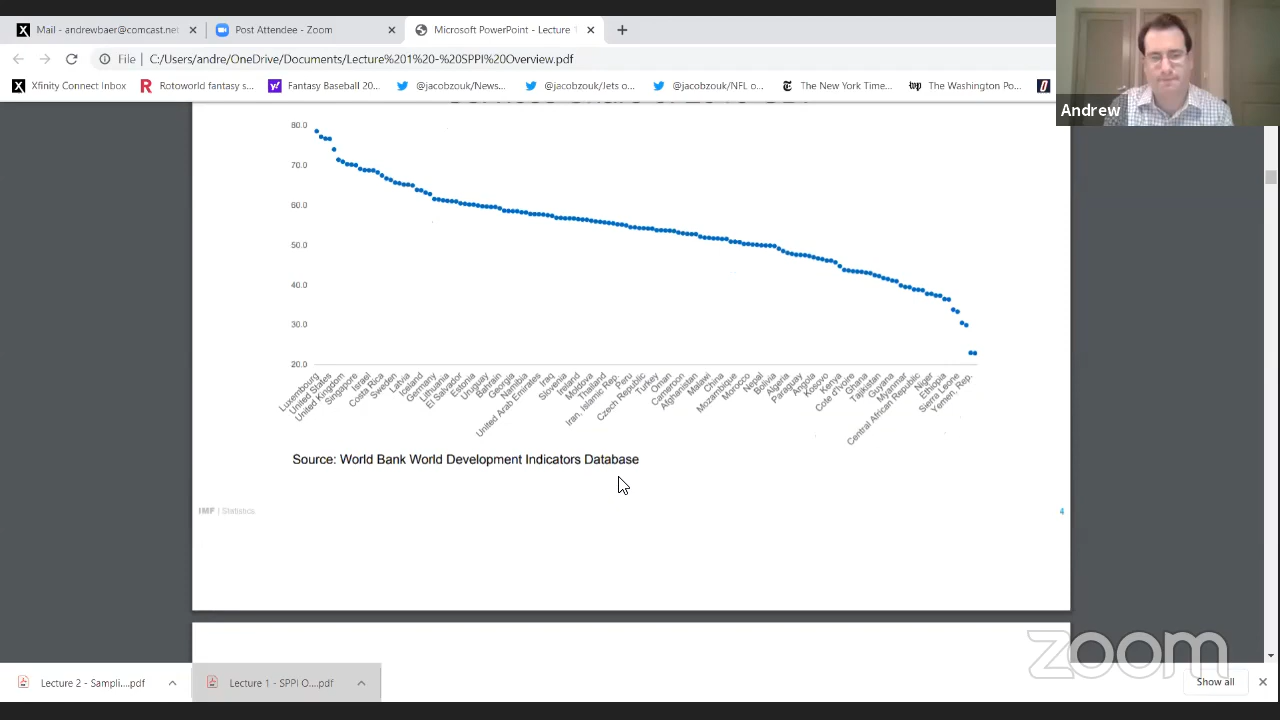 Mail - andrewbaer@comcast.net
Post Attendee - Zoom
Microsoft PowerPoint - Lecture 1
File
C:/Users/andre/OneDrive/Documents/Lecture%201%20-%20SPPI%20Overview.pdf
Xfinity Connect Inbox
Rotoworld fantasy s...
Fantasy Baseball 20...
@jacobzouk/News...
@jacobzouk/Jets o...
@jacobzouk/NFL o...
The New York Time...
The Washington Po...
Andrew
80.0
70.0
60.0
50.0
40.0
30.0
20.0
Luxembourg
United States
United Kingdom
Singapore
Israel
Costa Rica
Sweden
Latvia
Iceland
Germany
Lithuania
El Salvador
Estonia
Uruguay
Bahrain
Georgia
Namibia
United Arab Emirates
Iraq
Slovenia
Ireland
Moldova
Thailand
Iran, Islamic Rep.
Peru
Czech Republic
Turkey
Oman
Cameroon
Afghanistan
Malawi
China
Mozambique
Morocco
Nepal
Bolivia
Algeria
Paraguay
Angola
Kosovo
Kenya
Cote d'Ivoire
Ghana
Tajikistan
Guyana
Myanmar
Central African Republic
Niger
Ethiopia
Sierra Leone
Yemen, Rep.
Source: World Bank World Development Indicators Database
IMF | Statistics
4
zoom
Lecture 2 - Sampli....pdf
Lecture 1 - SPPI O....pdf
Show all